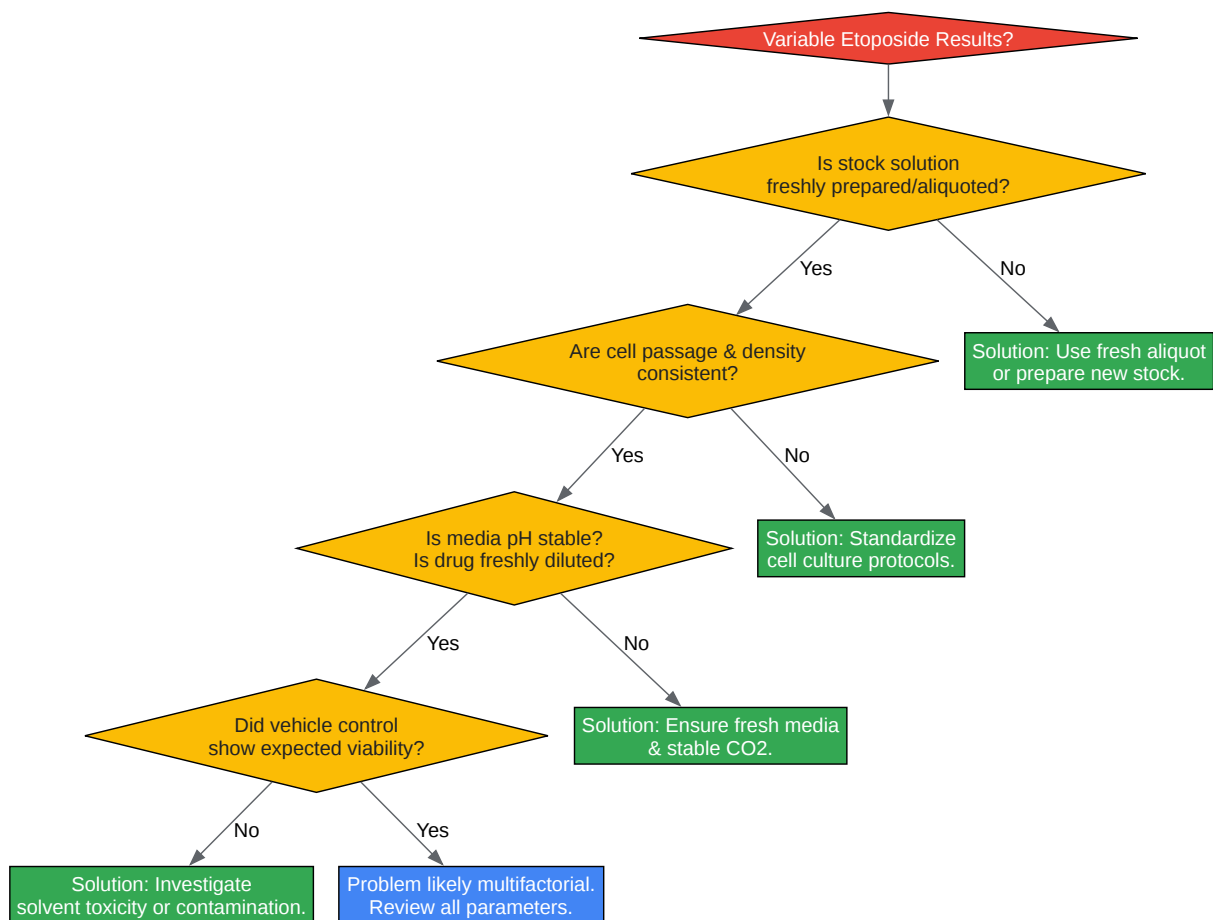 Variable Etoposide Results?
Is stock solution
freshly prepared/aliquoted?
Yes
No
Are cell passage & density
consistent?
Solution: Use fresh aliquot
or prepare new stock.
Yes
No
Is media pH stable?
Is drug freshly diluted?
Solution: Standardize
cell culture protocols.
Yes
No
Did vehicle control
show expected viability?
Solution: Ensure fresh media
& stable CO2.
No
Yes
Solution: Investigate
solvent toxicity or contamination.
Problem likely multifactorial.
Review all parameters.